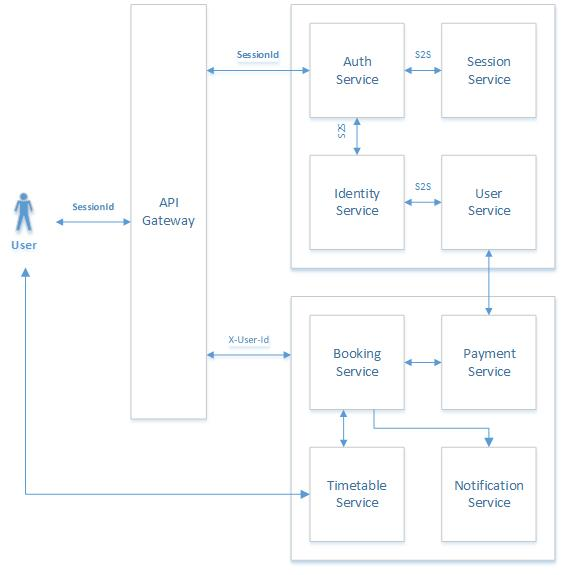 SessionId
Auth
Service
S2S
Session
Service
S2S
User
SessionId
API
Gateway
Identity
Service
S2S
User
Service
X-User-Id
Booking
Service
Payment
Service
Timetable
Service
Notification
Service